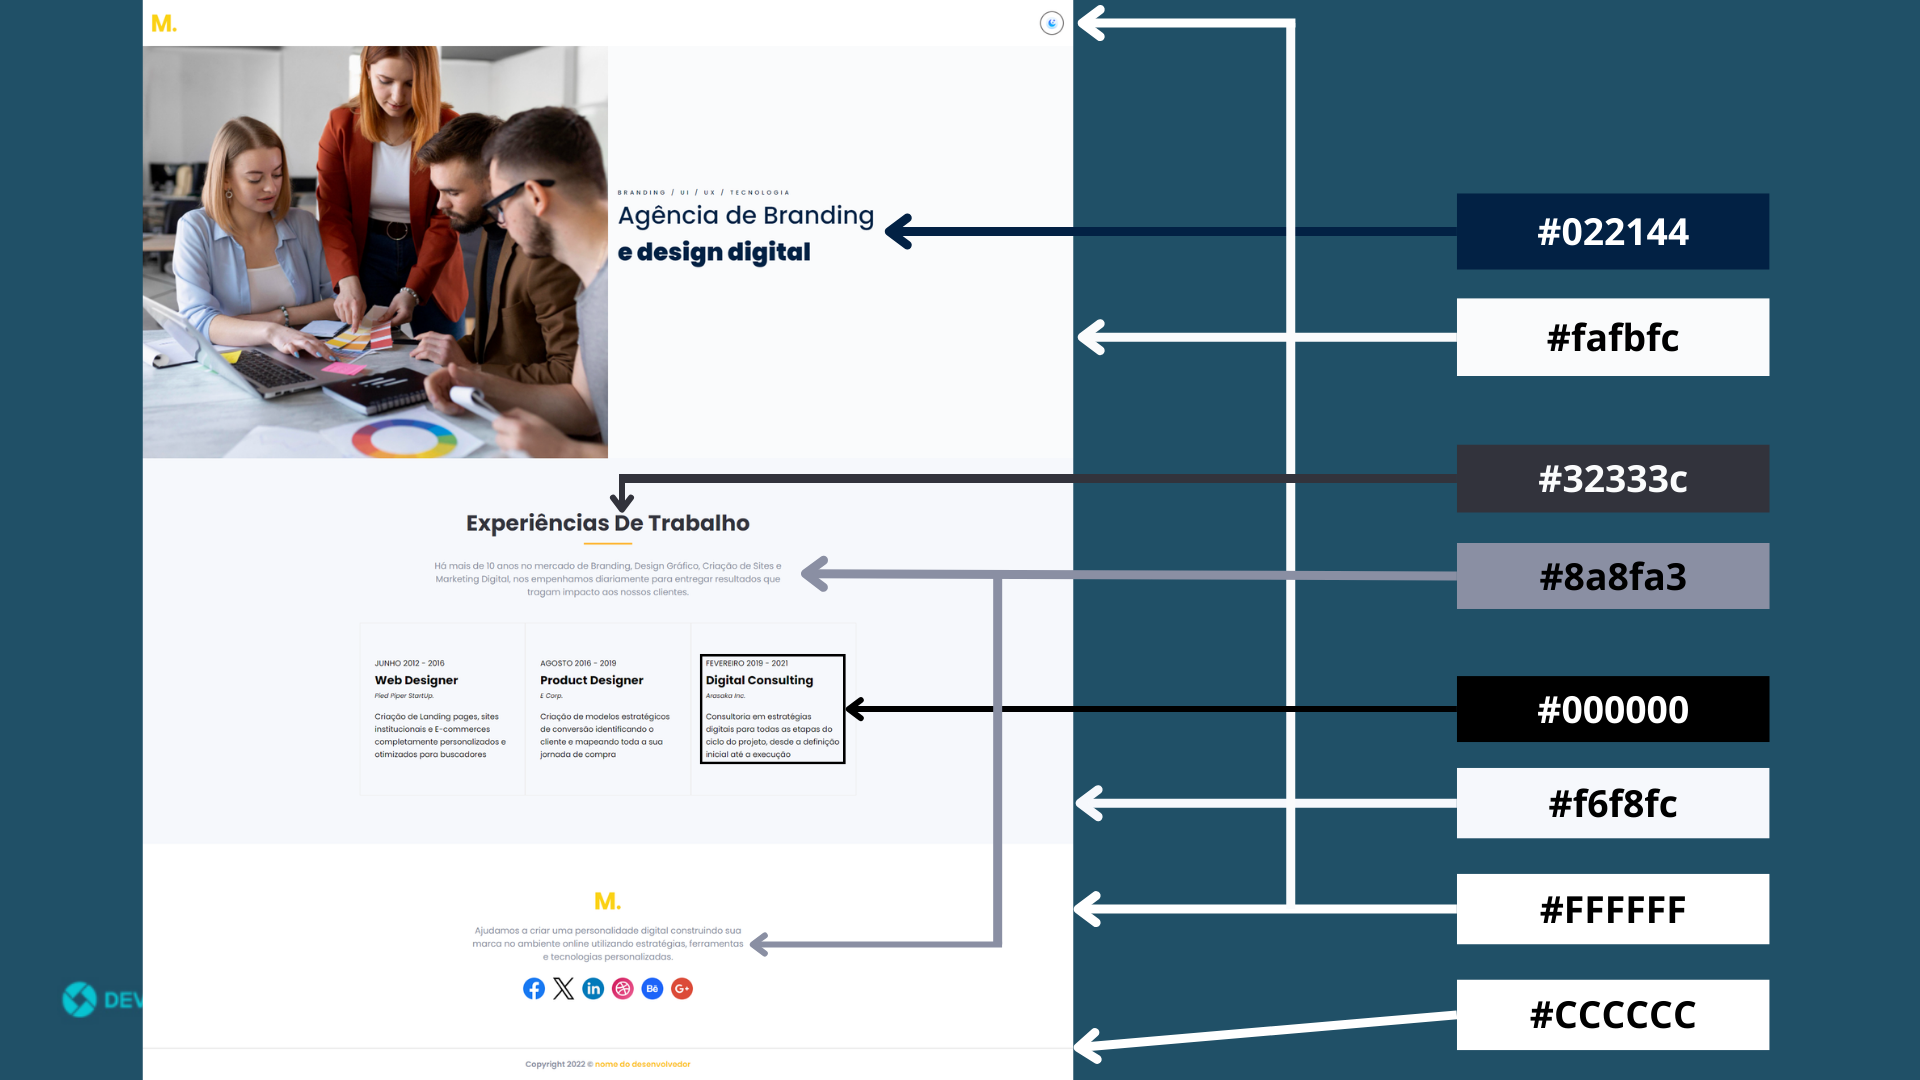 M.
BRANDING / UI / UX / TECNOLOGIA
Agência de Branding
e design digital
Experiências De Trabalho
Há mais de 10 anos no mercado de Branding, Design Gráfico, Criação de Sites e
Marketing Digital, nos empenhamos diariamente para entregar resultados que
tragam impacto aos nossos clientes.
JUNHO 2012 - 2016
Web Designer
Pied Piper StartUp.
Criação de Landing pages, sites
institucionais e E-commerces
completamente personalizados e
otimizados para buscadores
AGOSTO 2016 - 2019
Product Designer
E Corp.
Criação de modelos estratégicos
de conversão identificando o
cliente e mapeando toda a sua
jornada de compra
FEVEREIRO 2019 - 2021
Digital Consulting
Arasaka Inc.
Consultoria em estratégias
digitais para todas as etapas do
ciclo do projeto, desde a definição
inicial até a execução
M.
Ajudamos a criar uma personalidade digital construindo sua
marca no ambiente online utilizando estratégias, ferramentas
e tecnologias personalizadas.
in
Bē
G+
Copyright 2022 © nome do desenvolvedor
DEV
#022144
#fafbfc
#32333c
#8a8fa3
#000000
#f6f8fc
#FFFFFF
#CCCCCC